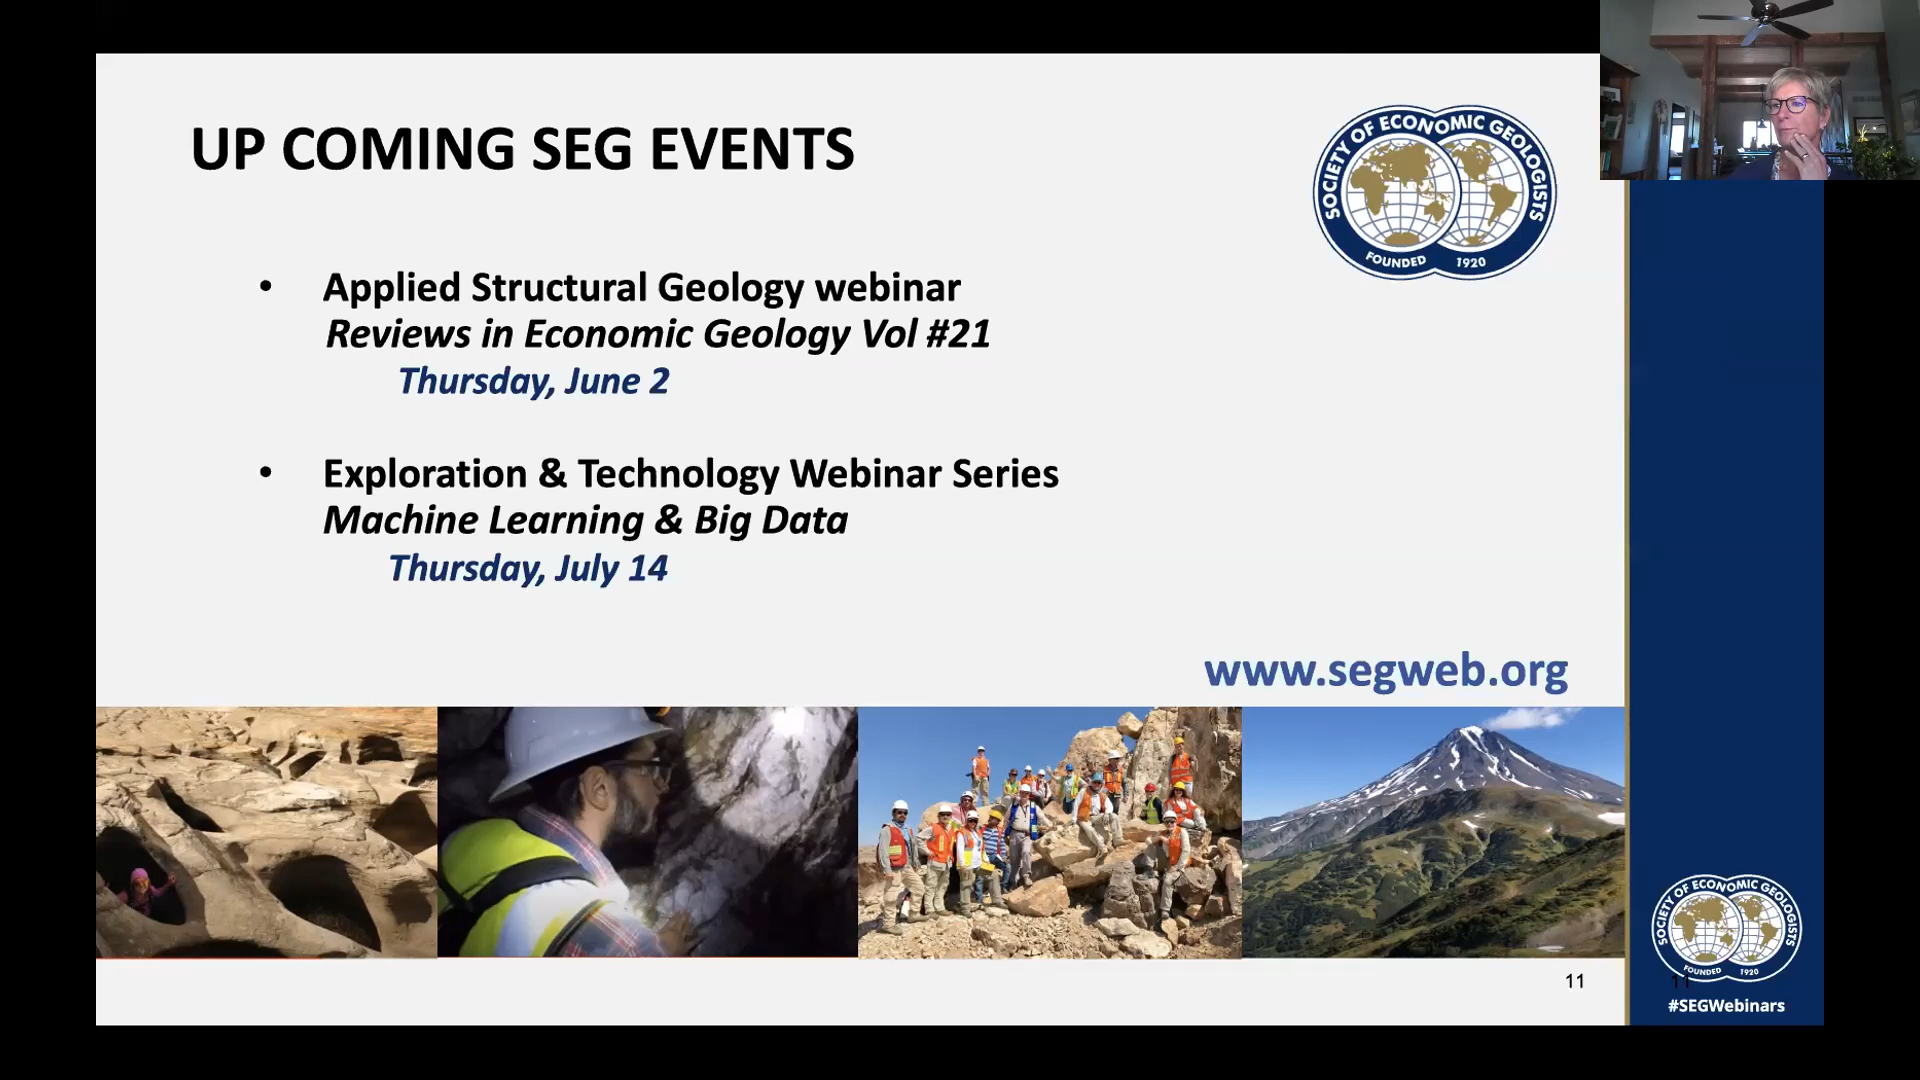 UP COMING SEG EVENTS
SOCIETY OF ECONOMIC GEOLOGISTS
FOUNDED 1920
• Applied Structural Geology webinar
Reviews in Economic Geology Vol #21
Thursday, June 2
• Exploration & Technology Webinar Series
Machine Learning & Big Data
Thursday, July 14
www.segweb.org
SOCIETY OF ECONOMIC GEOLOGISTS
FOUNDED 1920
11
11
#SEGWebinars